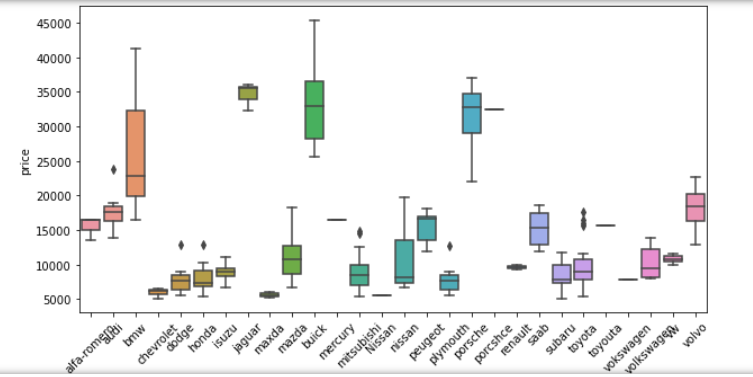 45000
40000
35000
30000
25000
20000
15000
10000
5000
price
alfa-romero
audi
bmw
chevrolet
dodge
honda
isuzu
jaguar
maxda
mazda
buick
mercury
mitsubishi
Nissan
nissan
peugeot
plymouth
porsche
porcshce
renault
saab
subaru
toyota
toyouta
vokswagen
volkswagen
vw
volvo